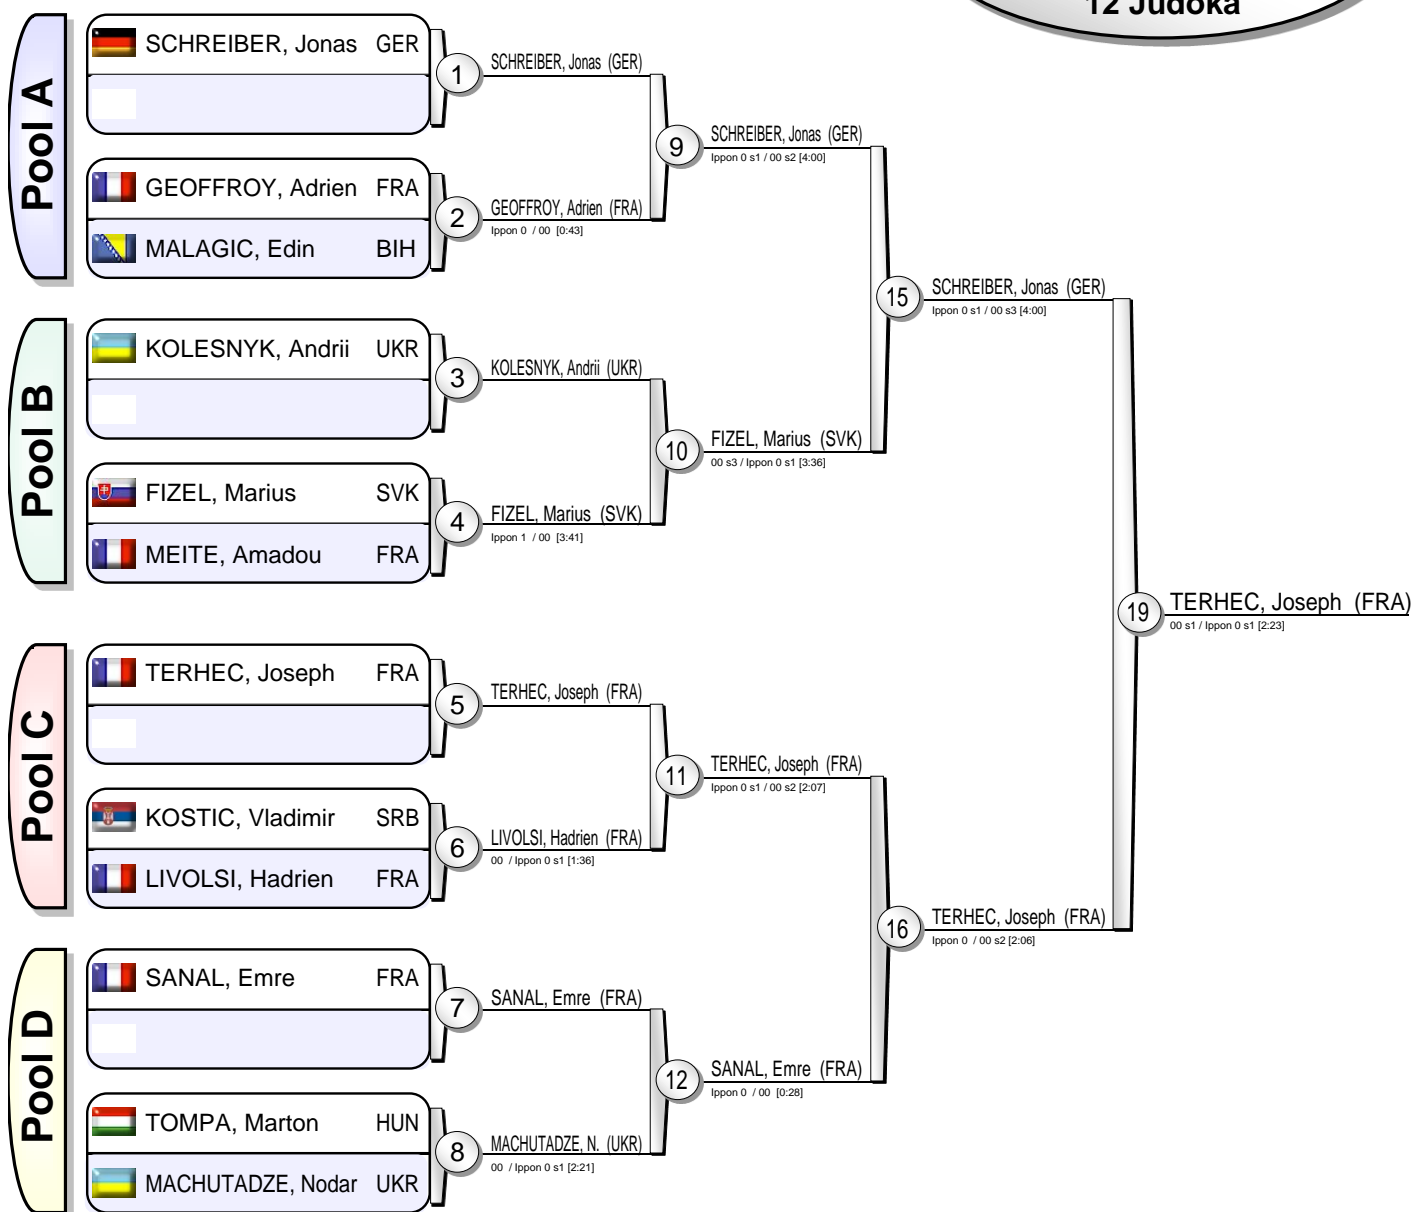 12 Judoka
Pool A
SCHREIBER, Jonas GER
GEOFFROY, Adrien FRA
MALAGIC, Edin BIH
Pool B
KOLESNYK, Andrii UKR
FIZEL, Marius SVK
MEITE, Amadou FRA
Pool C
TERHEC, Joseph FRA
KOSTIC, Vladimir SRB
LIVOLSI, Hadrien FRA
Pool D
SANAL, Emre FRA
TOMPA, Marton HUN
MACHUTADZE, Nodar UKR
1
SCHREIBER, Jonas (GER)
2
GEOFFROY, Adrien (FRA)
Ippon 0 / 00 [0:43]
3
KOLESNYK, Andrii (UKR)
4
FIZEL, Marius (SVK)
Ippon 1 / 00 [3:41]
5
TERHEC, Joseph (FRA)
6
LIVOLSI, Hadrien (FRA)
00 / Ippon 0 s1 [1:36]
7
SANAL, Emre (FRA)
8
MACHUTADZE, N. (UKR)
00 / Ippon 0 s1 [2:21]
9
SCHREIBER, Jonas (GER)
Ippon 0 s1 / 00 s2 [4:00]
10
FIZEL, Marius (SVK)
00 s3 / Ippon 0 s1 [3:36]
11
TERHEC, Joseph (FRA)
Ippon 0 s1 / 00 s2 [2:07]
12
SANAL, Emre (FRA)
Ippon 0 / 00 [0:28]
15
SCHREIBER, Jonas (GER)
Ippon 0 s1 / 00 s3 [4:00]
16
TERHEC, Joseph (FRA)
Ippon 0 / 00 s2 [2:06]
19
TERHEC, Joseph (FRA)
00 s1 / Ippon 0 s1 [2:23]